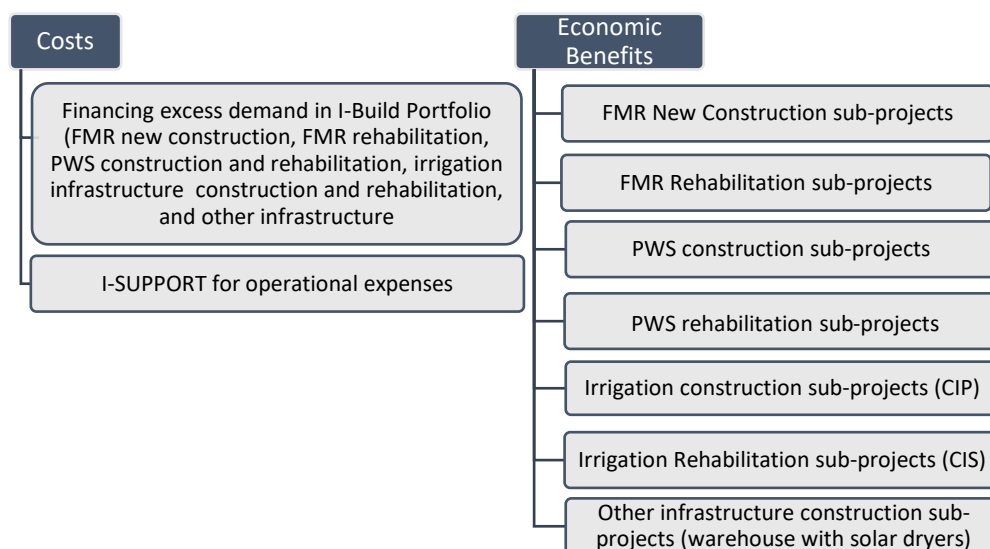 Costs
Financing excess demand in I-Build Portfolio
(FMR new construction, FMR rehabilitation,
PWS construction and rehabilitation, irrigation
infrastructure  construction and rehabilitation,
and other infrastructure
I-SUPPORT for operational expenses
Economic
Benefits
FMR New Construction sub-projects
FMR Rehabilitation sub-projects
PWS construction sub-projects
PWS rehabilitation sub-projects
Irrigation construction sub-projects (CIP)
Irrigation Rehabilitation sub-projects (CIS)
Other infrastructure construction sub-
projects (warehouse with solar dryers)